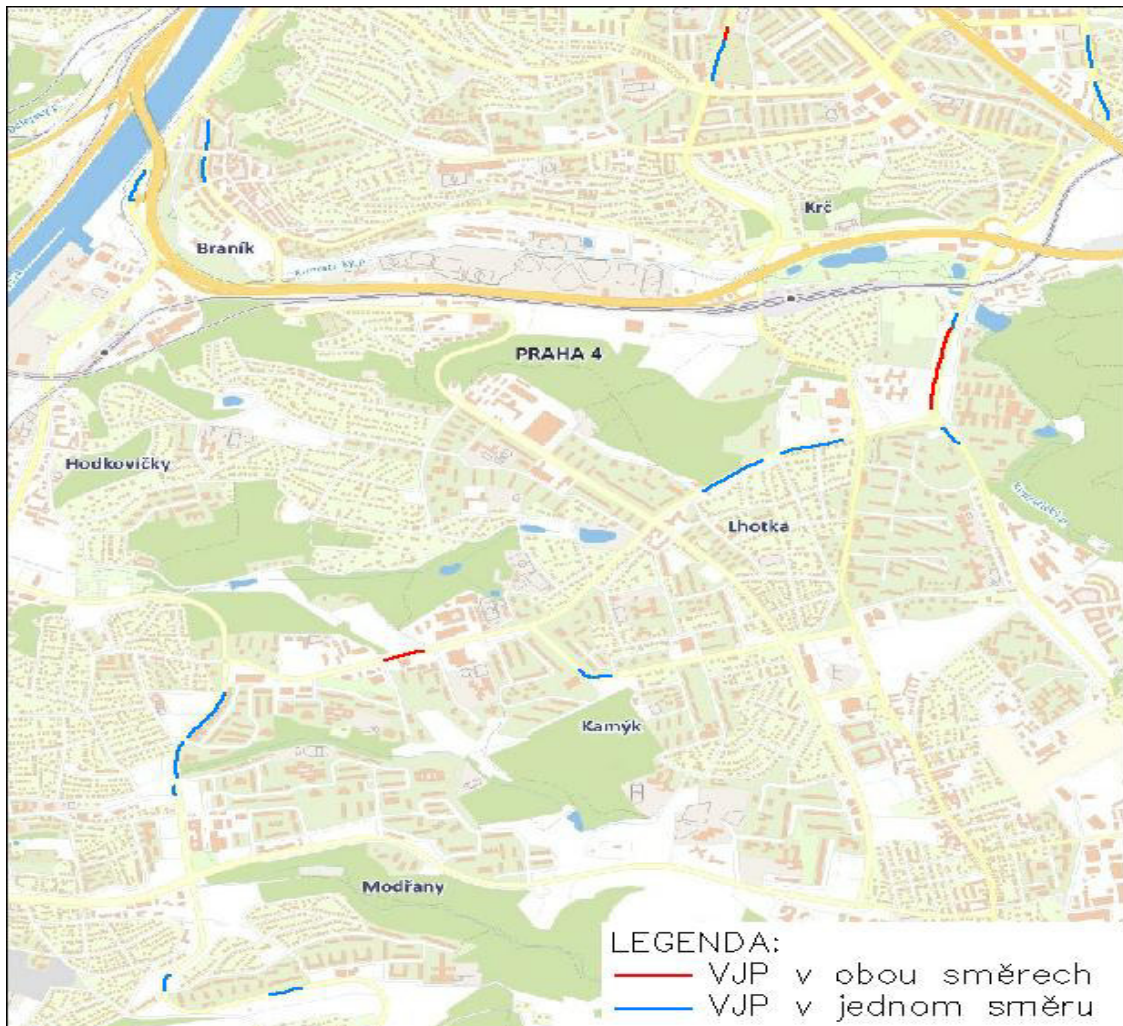 Krč
Braník
PRAHA 4
Hodkovičky
Lhotka
Kamýk
Modřany
LEGENDA:
VJP v obou směrech
VJP v jednom směru